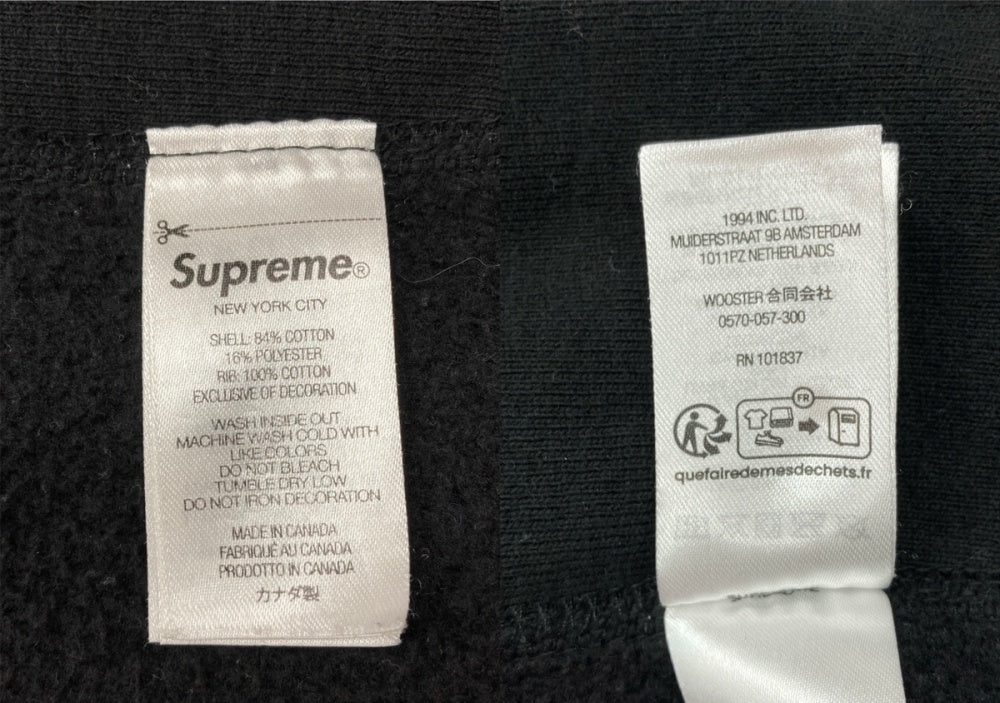 Supreme®
NEW YORK CITY
SHELL: 84% COTTON
16% POLYESTER
RIB: 100% COTTON
EXCLUSIVE OF DECORATION
WASH INSIDE OUT
MACHINE WASH COLD WITH
LIKE COLORS
DO NOT BLEACH
TUMBLE DRY LOW
DO NOT IRON DECORATION
MADE IN CANADA
FABRIQUÉ AU CANADA
PRODOTTO IN CANADA
カナダ製
1994 INC. LTD.
MUIDERSTRAAT 9B AMSTERDAM
1011PZ NETHERLANDS
WOOSTER 合同会社
0570-057-300
RN 101837
FR
quefairedemesdechets.fr